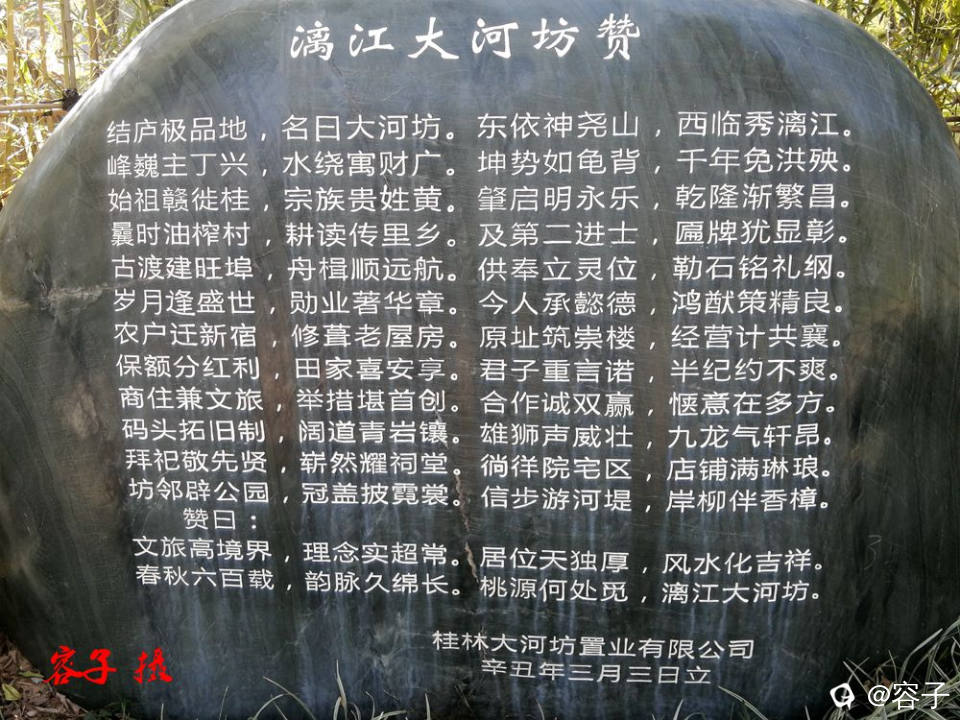 漓江大河坊赞
结庐极品地，名曰大河坊。东依神尧山，西临秀漓江。
峰巍主丁兴，水绕寓财广。坤势如龟背，千年免洪殃。
始祖赣徙桂，宗族贵姓黄。肇启明永乐，乾隆渐繁昌。
曩时油榨村，耕读传里乡。及第二进士，匾牌犹显彰。
古渡建旺埠，舟楫顺远航。供奉立灵位，勒石铭礼纲。
岁月逢盛世，勋业著华章。今人承懿德，鸿猷策精良。
农户迁新宿，修葺老屋房。原址筑崇楼，经营计共襄。
保额分红利，田家喜安享。君子重言诺，半纪约不爽。
商住兼文旅，举措堪首创。合作诚双赢，惬意在多方。
码头拓旧制，阔道青岩镶。雄狮声威壮，九龙气轩昂。
拜祀敬先贤，崭然耀祠堂。徜徉院宅区，店铺满琳琅。
坊邻辟公园，冠盖披霓裳。信步游河堤，岸柳伴香樟。
赞曰：
文旅高境界，理念实超常。居位天独厚，风水化吉祥。
春秋六百载，韵脉久绵长。桃源何处觅，漓江大河坊。
桂林大河坊置业有限公司
辛丑年三月三日立
容子 摄
@容子